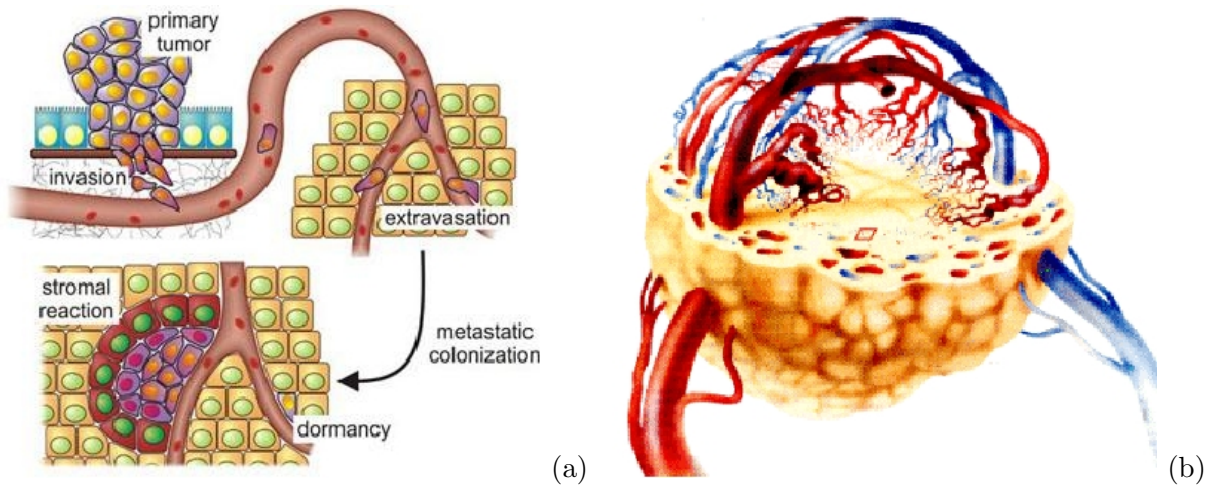 primary
tumor
invasion
extravasation
stromal
reaction
metastatic
colonization
dormancy
(a)
(b)